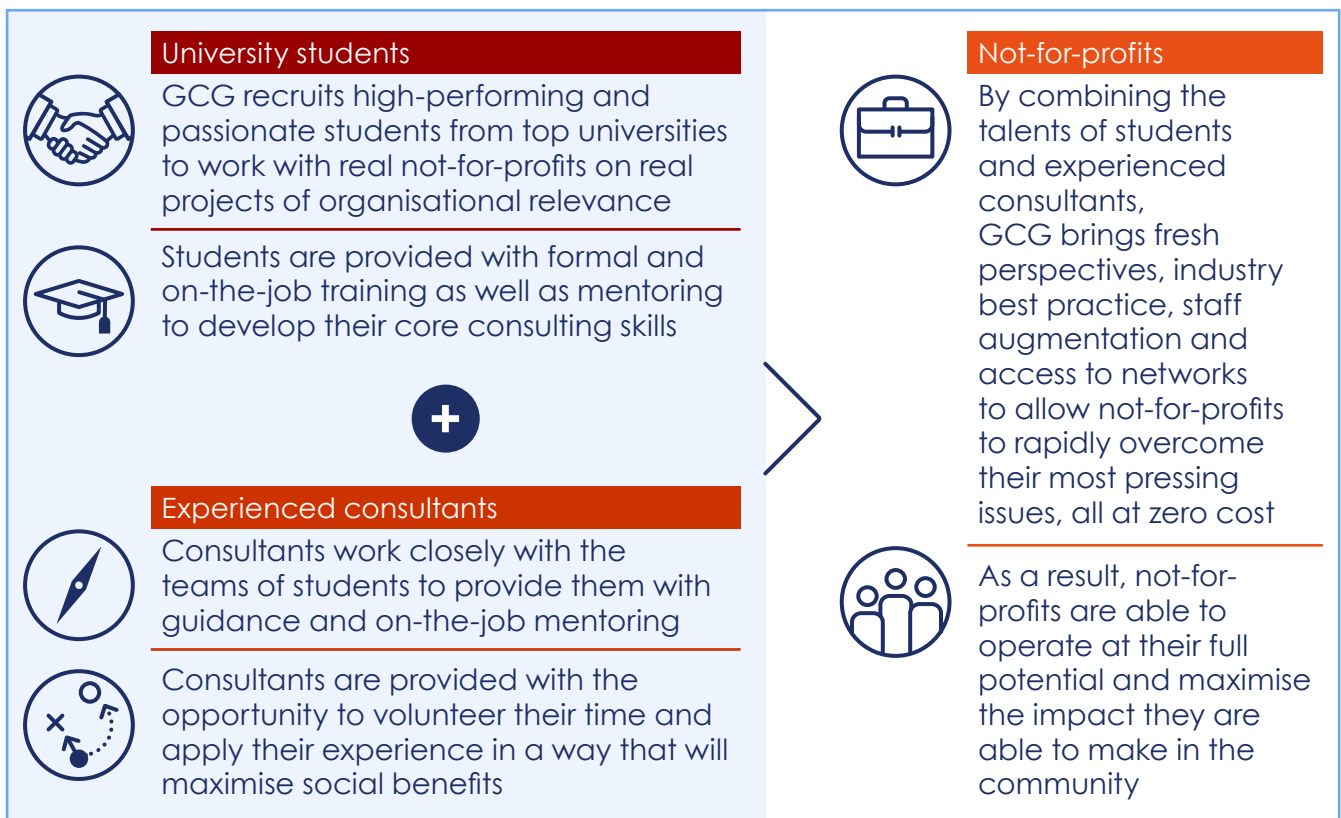 University students
GCG recruits high-performing and
passionate students from top universities
to work with real not-for-profits on real
projects of organisational relevance
Students are provided with formal and
on-the-job training as well as mentoring
to develop their core consulting skills
+
Experienced consultants
Consultants work closely with the
teams of students to provide them with
guidance and on-the-job mentoring
Consultants are provided with the
opportunity to volunteer their time and
apply their experience in a way that will
maximise social benefits
Not-for-profits
By combining the
talents of students
and experienced
consultants,
GCG brings fresh
perspectives, industry
best practice, staff
augmentation and
access to networks
to allow not-for-profits
to rapidly overcome
their most pressing
issues, all at zero cost
As a result, not-for-
profits are able to
operate at their full
potential and maximise
the impact they are
able to make in the
community